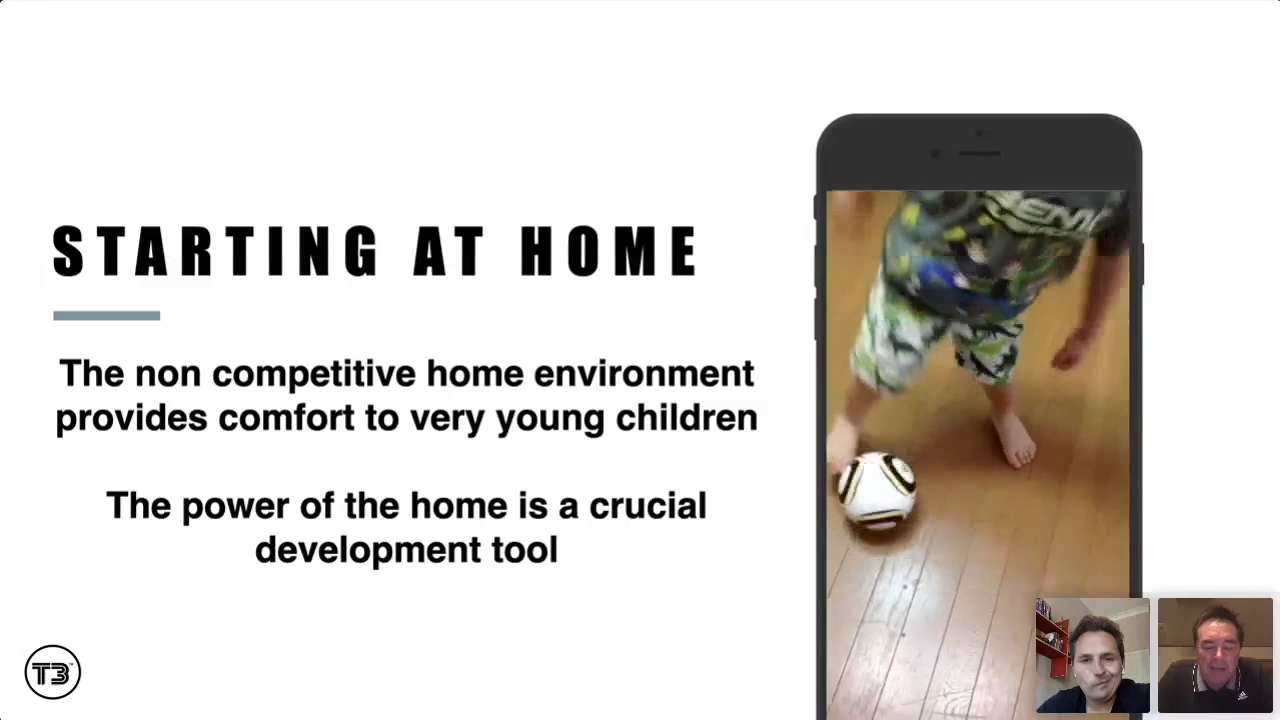 STARTING AT HOME
The non competitive home environment
provides comfort to very young children
The power of the home is a crucial
development tool
T3